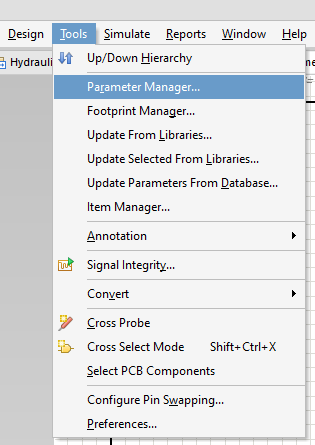 Design Tools Simulate Reports Window Help
Hydrauli
Up/Down Hierarchy
Parameter Manager...
Footprint Manager...
Update From Libraries...
Update Selected From Libraries...
Update Parameters From Database...
Item Manager...
Annotation
Signal Integrity...
Convert
Cross Probe
Cross Select Mode Shift+Ctrl+X
Select PCB Components
Configure Pin Swapping...
Preferences...